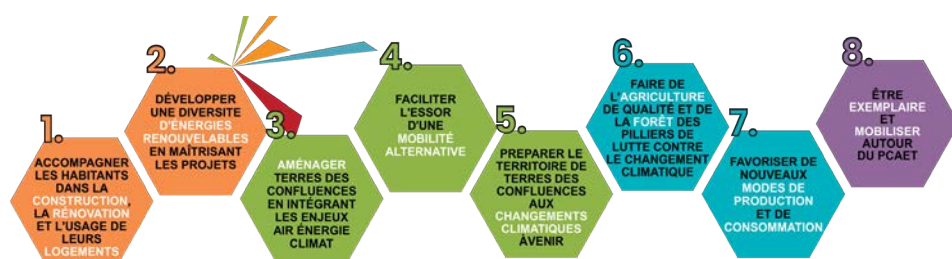 1.
ACCOMPAGNER
LES HABITANTS
DANS LA
CONSTRUCTION,
LA RÉNOVATION
ET L'USAGE DE
LEURS
LOGEMENTS
2.
DÉVELOPPER
UNE DIVERSITE
D'ÉNERGIES
RENOUVELABLES
EN MAÎTRISANT
LES PROJETS
3.
AMÉNAGER
TERRES DES
CONFLUENCES
EN INTÉGRANT
LES ENJEUX
AIR ÉNERGIE
CLIMAT
4.
FACILITER
L'ESSOR
D'UNE
MOBILITÉ
ALTERNATIVE
5.
PREPARER LE
TERRITOIRE DE
TERRES DES
CONFLUENCES
AUX
CHANGEMENTS
CLIMATIQUES
ÀVENIR
6.
FAIRE DE
L'AGRICULTURE
DE QUALITÉ ET DE
LA FORÊT DES
PILLIERS DE
LUTTE CONTRE
LE CHANGEMENT
CLIMATIQUE
7.
FAVORISER DE
NOUVEAUX
MODES DE
PRODUCTION
ET DE
CONSOMMATION
8.
ÊTRE
EXEMPLAIRE
ET
MOBILISER
AUTOUR
DU PCAET